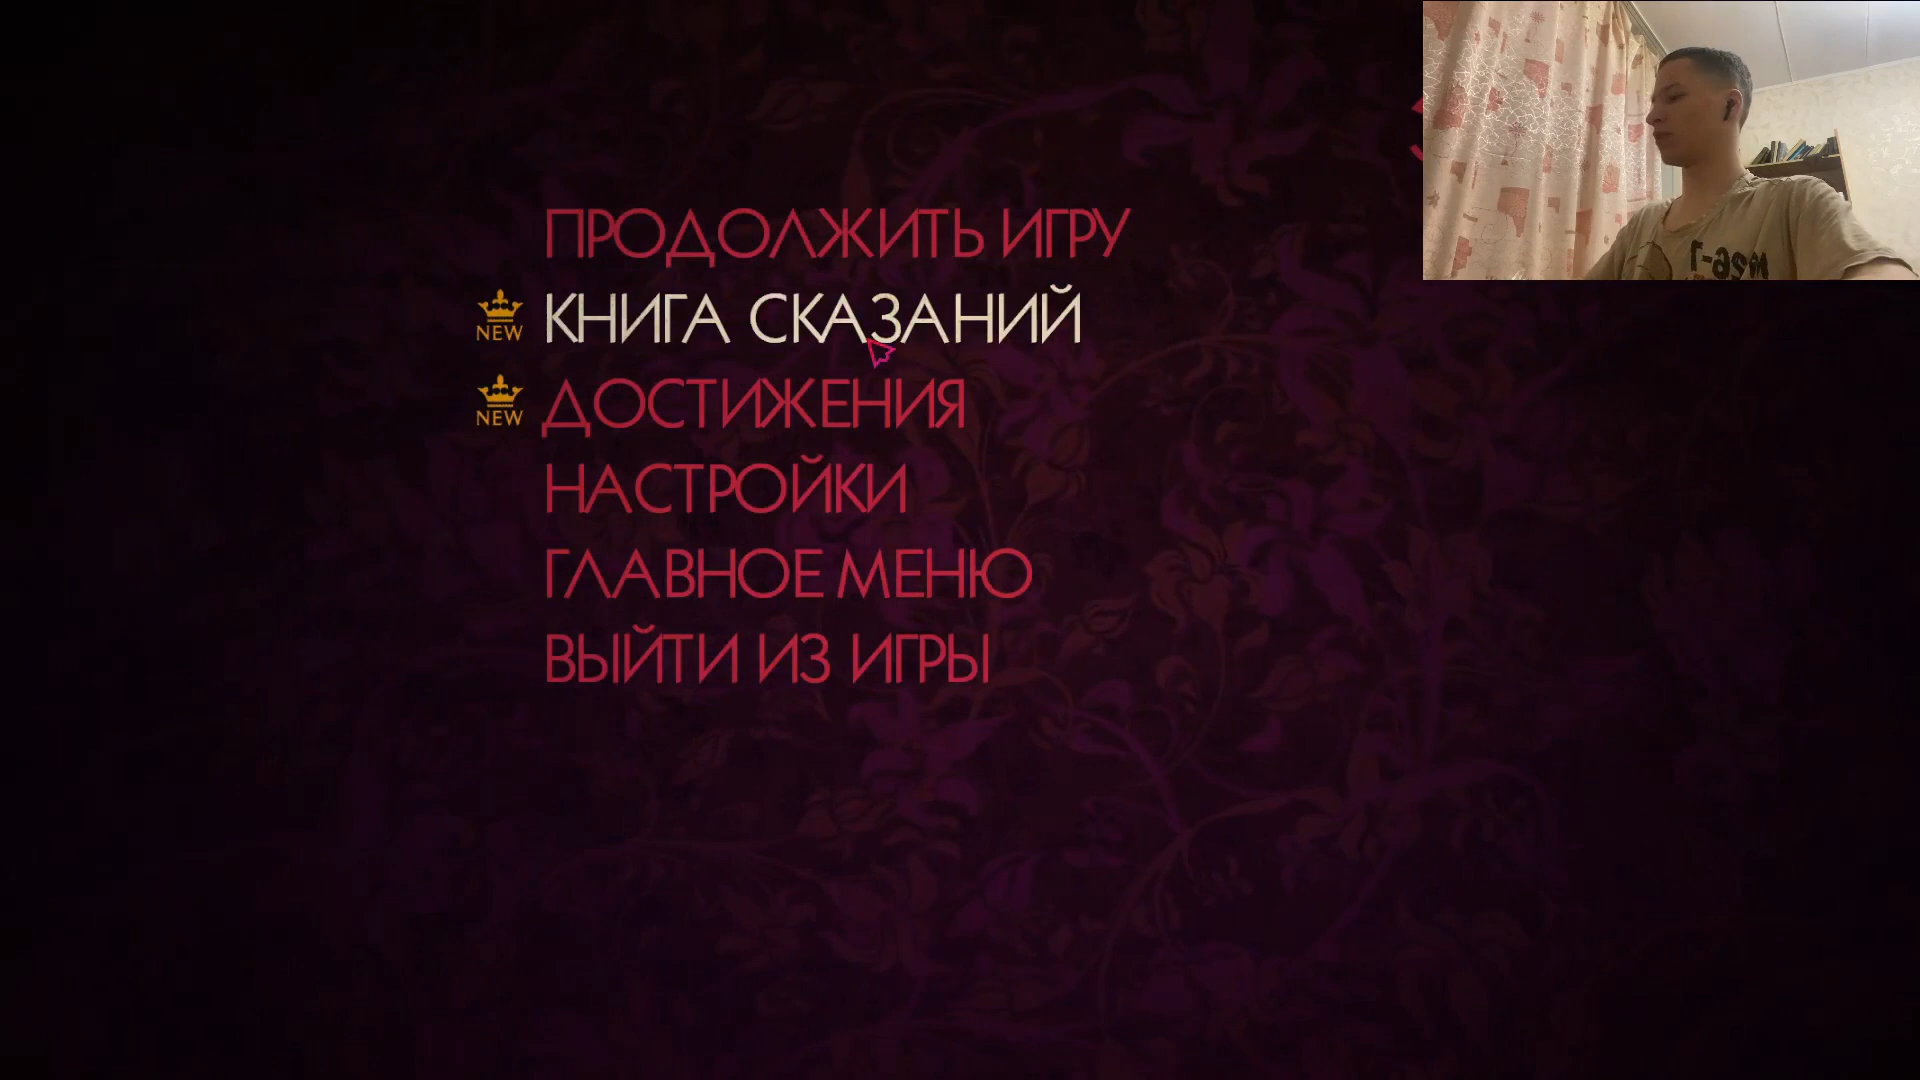 ПРОДОЛЖИТЬ ИГРУ
NEW КНИГА СКАЗАНИЙ
NEW ДОСТИЖЕНИЯ
НАСТРОЙКИ
ГЛАВНОЕ МЕНЮ
ВЫЙТИ ИЗ ИГРЫ